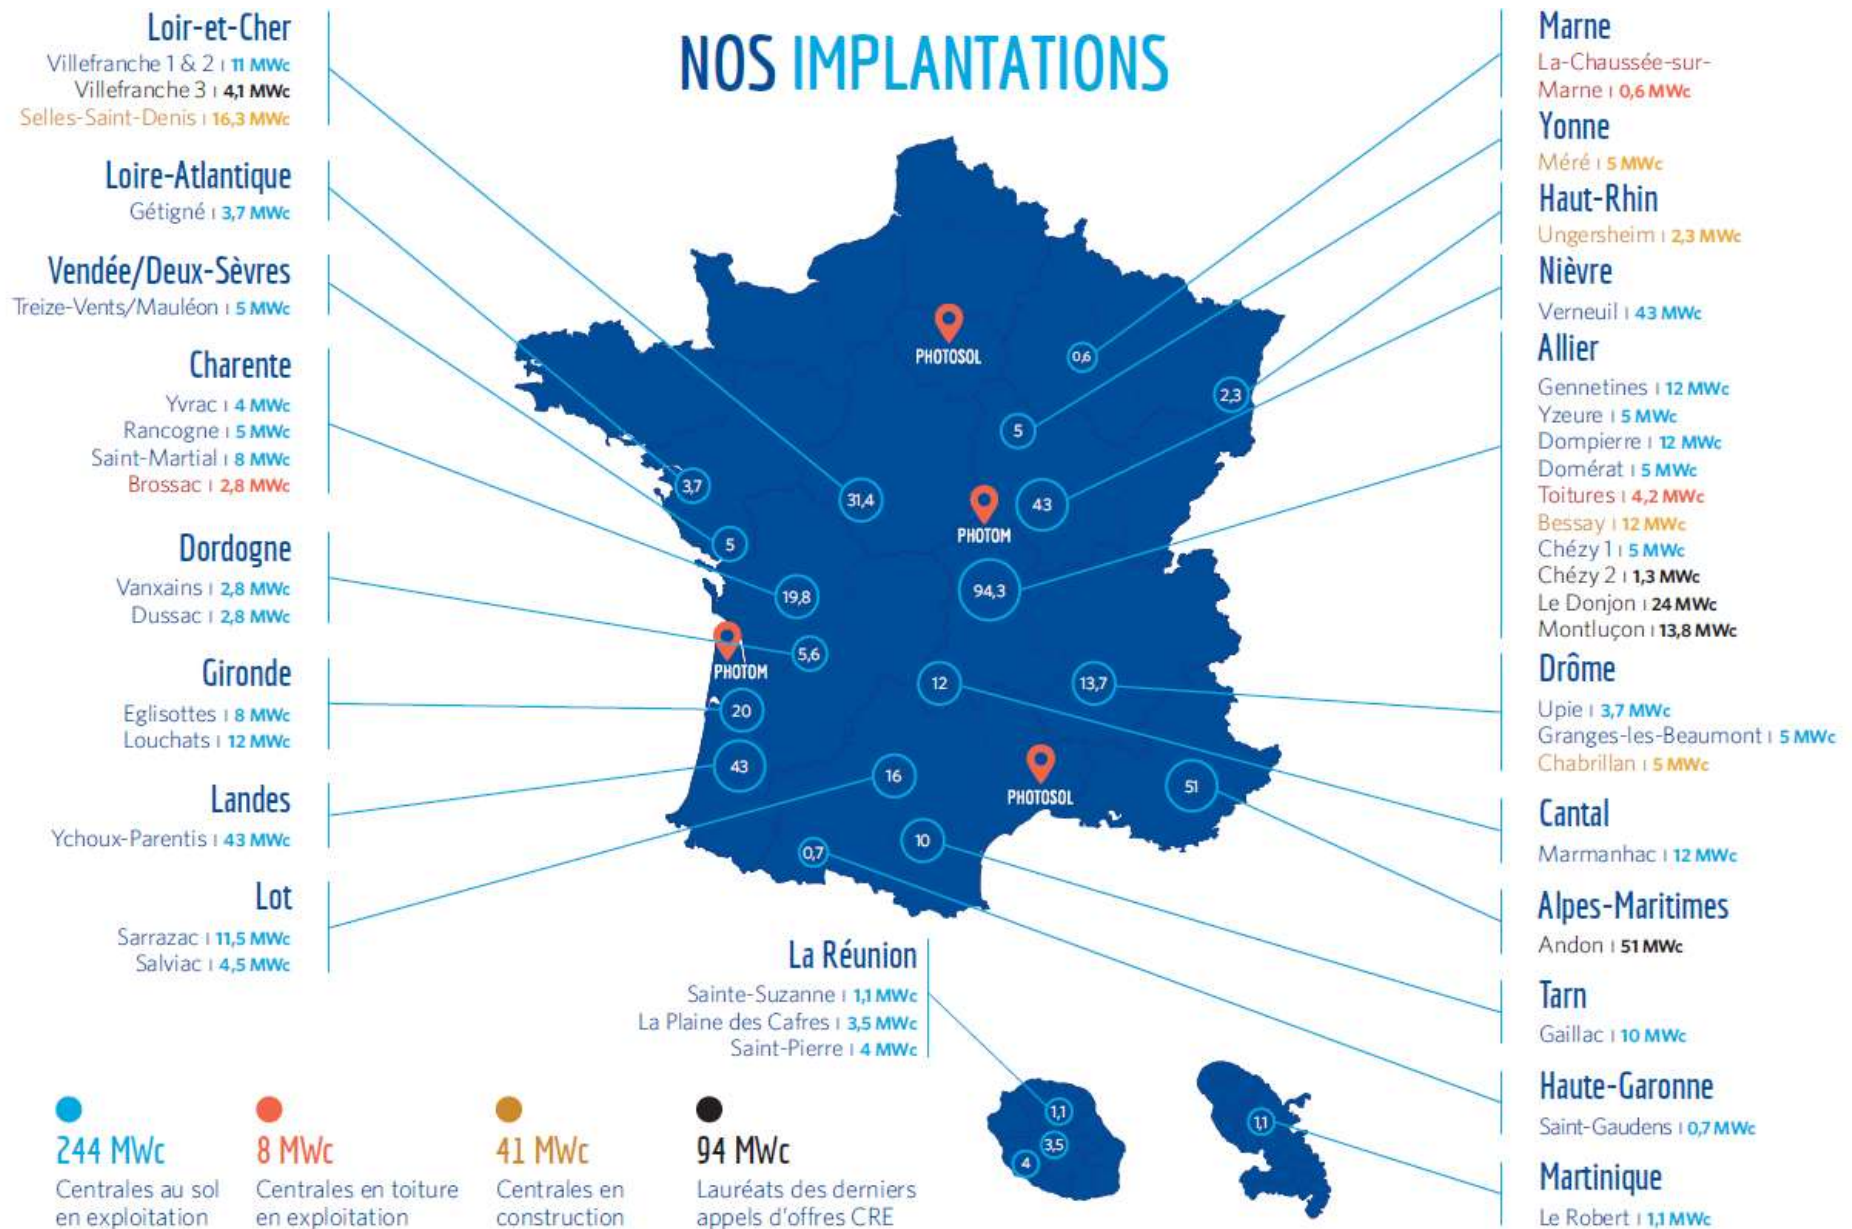 NOS IMPLANTATIONS
Loir-et-Cher
Villefranche 1 & 2 | 11 MWc
Villefranche 3 | 4,1 MWc
Selles-Saint-Denis | 16,3 MWc
Loire-Atlantique
Gétigné | 3,7 MWc
Vendée/Deux-Sèvres
Treize-Vents/Mauléon | 5 MWc
Charente
Yvrac | 4 MWc
Rancogne | 5 MWc
Saint-Martial | 8 MWc
Brossac | 2,8 MWc
Dordogne
Vanxains | 2,8 MWc
Dussac | 2,8 MWc
Gironde
Eglisottes | 8 MWc
Louchats | 12 MWc
Landes
Ychoux-Parentis | 43 MWc
Lot
Sarrazac | 11,5 MWc
Salviac | 4,5 MWc
PHOTOSOL
0,6
2,3
5
3,7
31,4
43
PHOTOM
5
94,3
19,8
5,6
PHOTOM
12
13,7
20
43
16
51
PHOTOSOL
10
0,7
Marne
La-Chaussée-sur-
Marne | 0,6 MWc
Yonne
Méré | 5 MWc
Haut-Rhin
Ungersheim | 2,3 MWc
Nièvre
Verneuil | 43 MWc
Allier
Gennetines | 12 MWc
Yzeure | 5 MWc
Dompierre | 12 MWc
Domérat | 5 MWc
Toitures | 4,2 MWc
Bessay | 12 MWc
Chézy 1 | 5 MWc
Chézy 2 | 1,3 MWc
Le Donjon | 24 MWc
Montluçon | 13,8 MWc
Drôme
Upie | 3,7 MWc
Granges-les-Beaumont | 5 MWc
Chabrillan | 5 MWc
Cantal
Marmanhac | 12 MWc
Alpes-Maritimes
Andon | 51 MWc
Tarn
Gaillac | 10 MWc
Haute-Garonne
Saint-Gaudens | 0,7 MWc
Martinique
Le Robert | 1,1 MWc
La Réunion
Sainte-Suzanne | 1,1 MWc
La Plaine des Cafres | 3,5 MWc
Saint-Pierre | 4 MWc
1,1
3,5
4
1,1
244 MWc
Centrales au sol
en exploitation
8 MWc
Centrales en toiture
en exploitation
41 MWc
Centrales en
construction
94 MWc
Lauréats des derniers
appels d'offres CRE